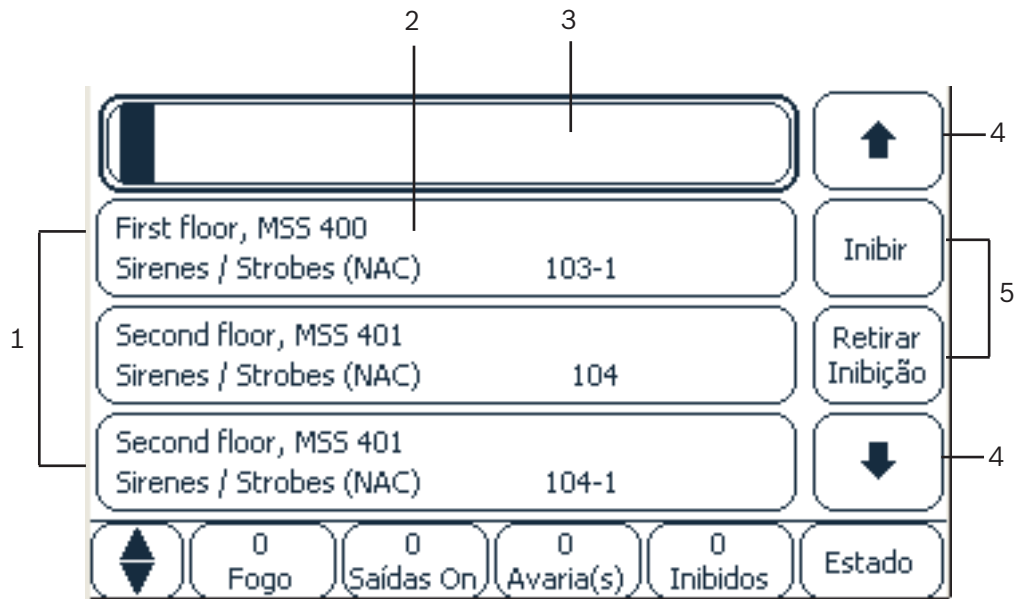 2
3
4
First floor, MSS 400
Sirenes / Strobes (NAC) 103-1
Inibir
5
1
Second floor, MSS 401
Sirenes / Strobes (NAC) 104
Retirar
Inibição
Second floor, MSS 401
Sirenes / Strobes (NAC) 104-1
4
0
Fogo
0
Saídas On
0
Avaria(s)
0
Inibidos
Estado